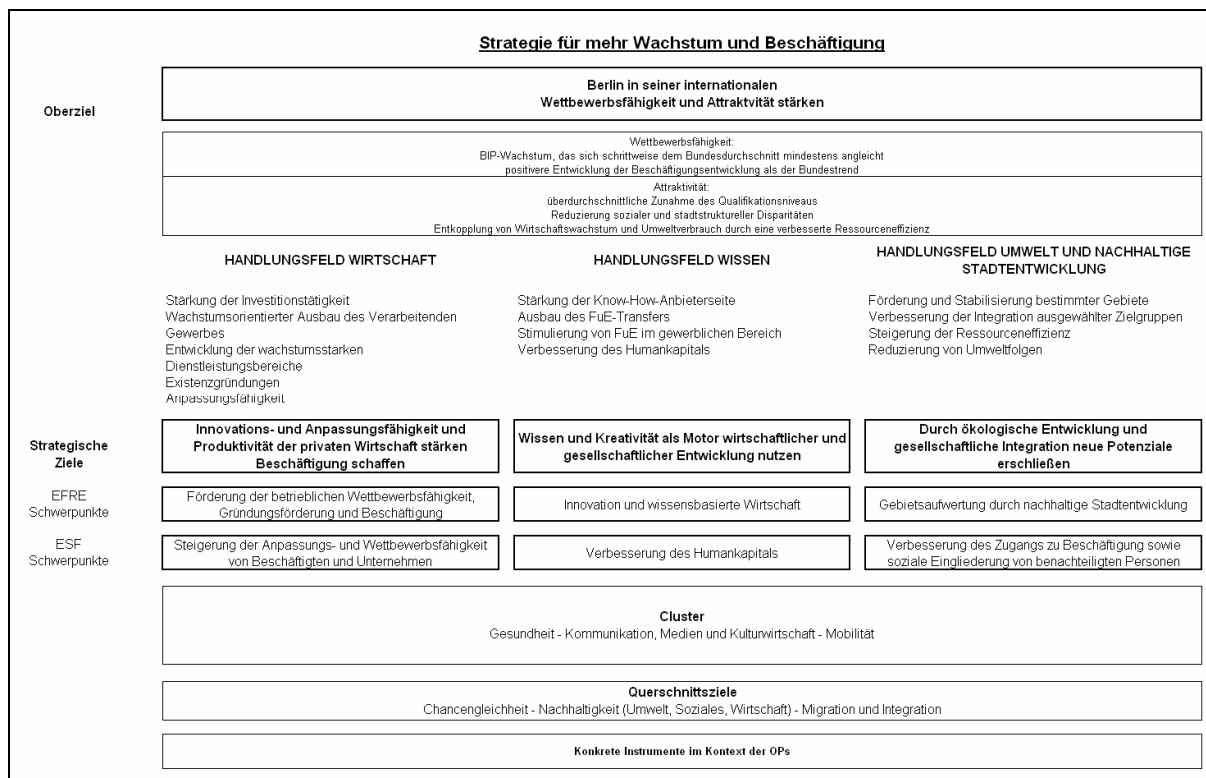 Strategie für mehr Wachstum und Beschäftigung
Oberziel
Berlin in seiner internationalen
Wettbewerbsfähigkeit und Attraktvität stärken
Wettbewerbsfähigkeit:
BIP-Wachstum, das sich schrittweise dem Bundesdurchschnitt mindestens angleicht
positivere Entwicklung der Beschäftigungsentwicklung als der Bundestrend
Attraktivität:
überdurchschnittliche Zunahme des Qualifikationsniveaus
Reduzierung sozialer und stadtstruktureller Disparitäten
Entkopplung von Wirtschaftswachstum und Umweltverbrauch durch eine verbesserte Ressourceneffizienz
HANDLUNGSFELD WIRTSCHAFT
Stärkung der Investitionstätigkeit
Wachstumsorientierter Ausbau des Verarbeitenden
Gewerbes
Entwicklung der wachstumsstarken
Dienstleistungsbereiche
Existenzgründungen
Anpassungsfähigkeit
HANDLUNGSFELD WISSEN
Stärkung der Know-How-Anbieterseite
Ausbau des FuE-Transfers
Stimulierung von FuE im gewerblichen Bereich
Verbesserung des Humankapitals
HANDLUNGSFELD UMWELT UND NACHHALTIGE
STADTENTWICKLUNG
Förderung und Stabilisierung bestimmter Gebiete
Verbesserung der Integration ausgewählter Zielgruppen
Steigerung der Ressourceneffizienz
Reduzierung von Umweltfolgen
Strategische
Ziele
Innovations- und Anpassungsfähigkeit und
Produktivität der privaten Wirtschaft stärken
Beschäftigung schaffen
Wissen und Kreativität als Motor wirtschaftlicher und
gesellschaftlicher Entwicklung nutzen
Durch ökologische Entwicklung und
gesellschaftliche Integration neue Potenziale
erschließen
EFRE
Schwerpunkte
Förderung der betrieblichen Wettbewerbsfähigkeit,
Gründungsförderung und Beschäftigung
Innovation und wissensbasierte Wirtschaft
Gebietsaufwertung durch nachhaltige Stadtentwicklung
ESF
Schwerpunkte
Steigerung der Anpassungs- und Wettbewerbsfähigkeit
von Beschäftigten und Unternehmen
Verbesserung des Humankapitals
Verbesserung des Zugangs zu Beschäftigung sowie
soziale Eingliederung von benachteiligten Personen
Cluster
Gesundheit - Kommunikation, Medien und Kulturwirtschaft - Mobilität
Querschnittsziele
Chancengleichheit - Nachhaltigkeit (Umwelt, Soziales, Wirtschaft) - Migration und Integration
Konkrete Instrumente im Kontext der OPs